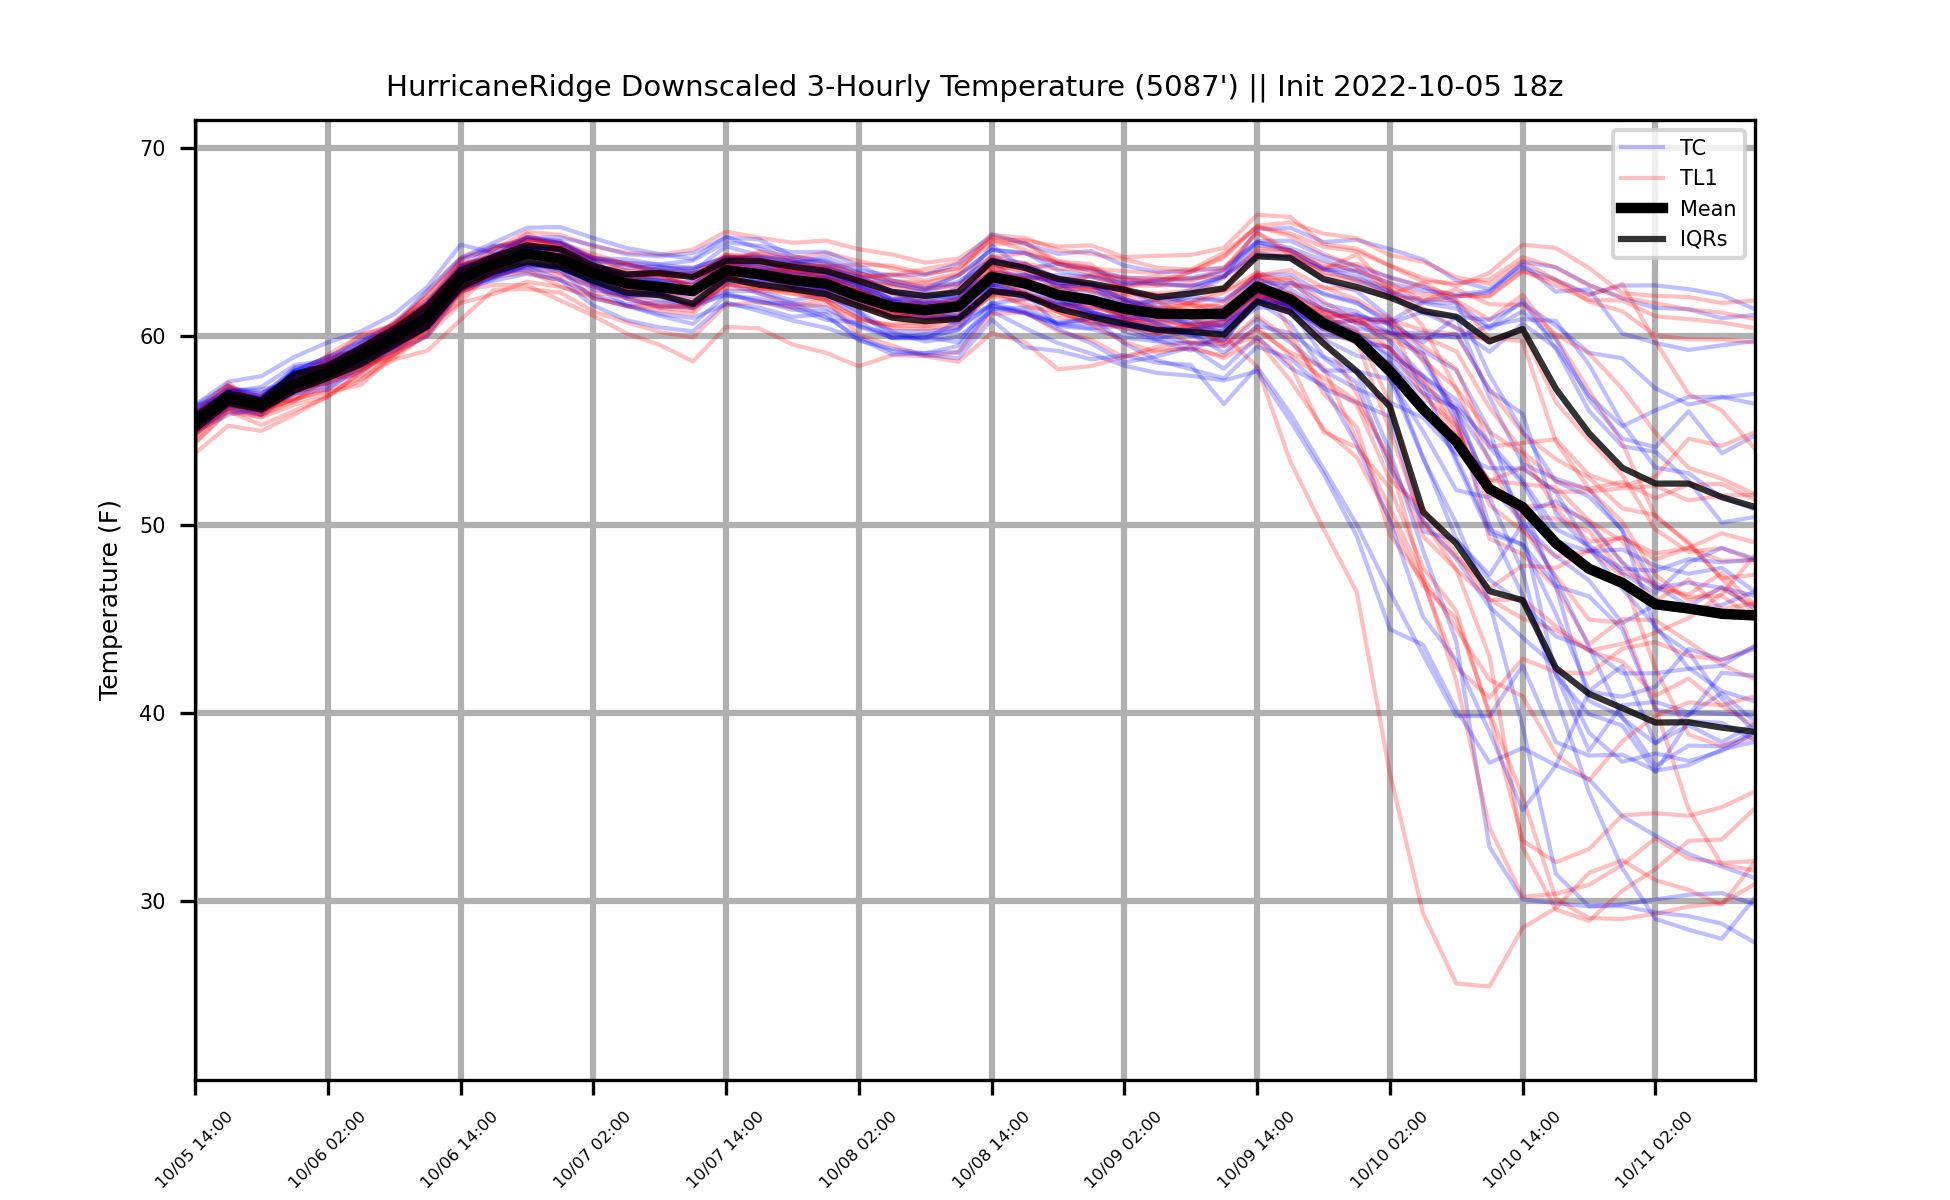 HurricaneRidge Downscaled 3-Hourly Temperature (5087') || Init 2022-10-05 18z
TC
TL1
Mean
IQRs
Temperature (F)
70
60
50
40
30
10/05 14:00
10/06 02:00
10/06 14:00
10/07 02:00
10/07 14:00
10/08 02:00
10/08 14:00
10/09 02:00
10/09 14:00
10/10 02:00
10/10 14:00
10/11 02:00